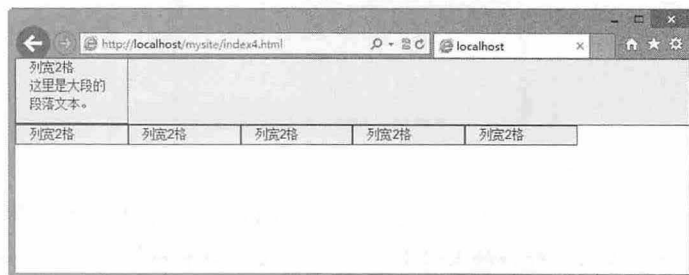 http://localhost/mysite/index4.html
localhost
列宽2格
这里是大段的
段落文本。
列宽2格 列宽2格 列宽2格 列宽2格 列宽2格